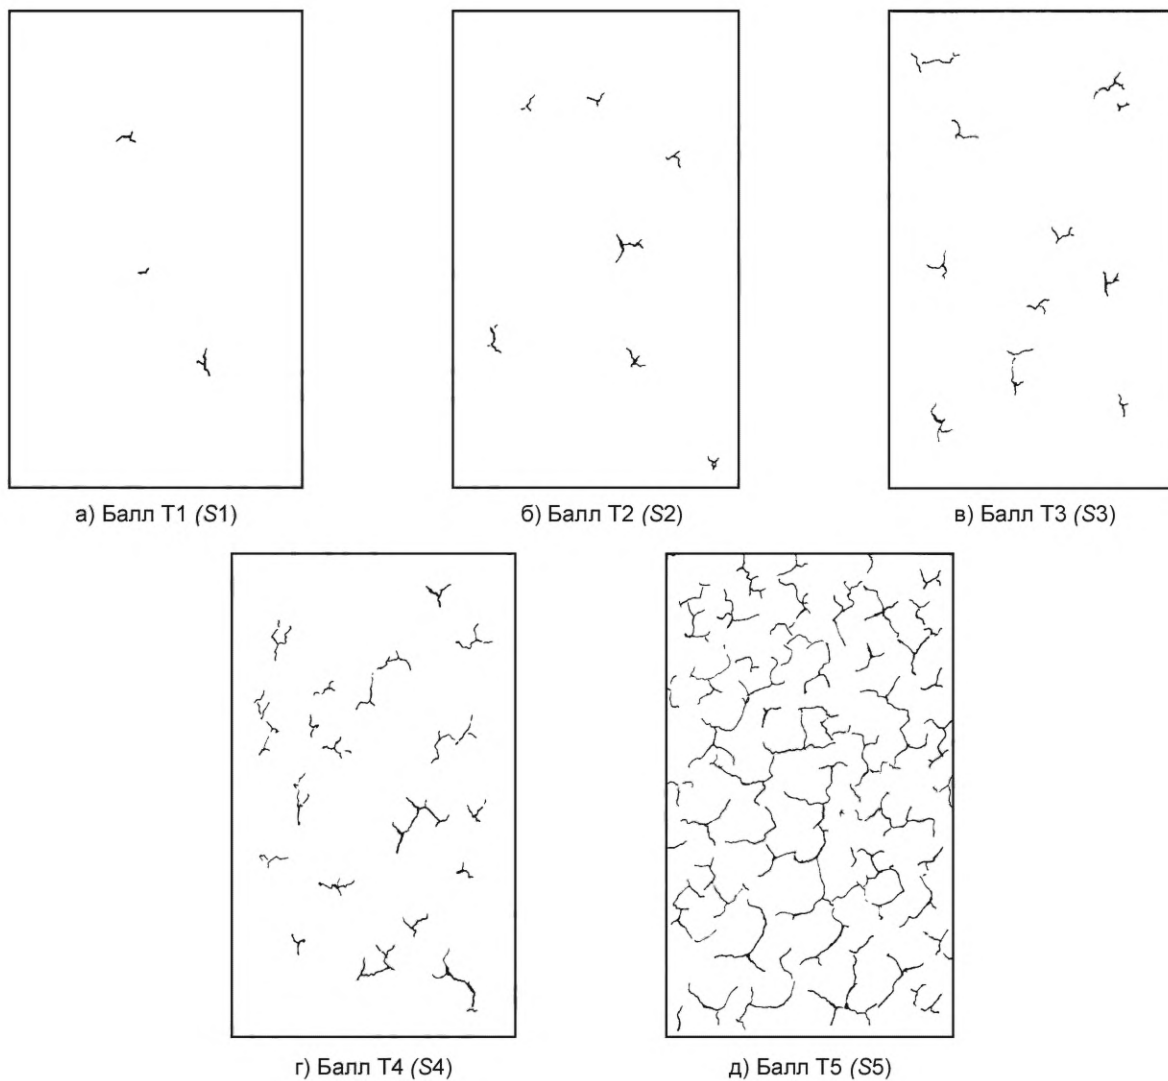 а) Балл Т1 (S1)
б) Балл Т2 (S2)
в) Балл Т3 (S3)
г) Балл Т4 (S4)
д) Балл Т5 (S5)